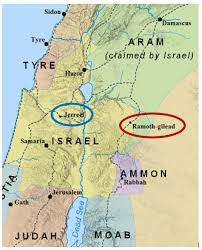 Sidon
Damascus
Tyre
ARAM
(claimed by Israel)
TYRE
Hazor
Jezreel
Ramoth-gilead
ISRAEL
Samaria
AMMON
Rabbah
Jerusalem
Gath
Dead Sea
JUDAH
MOAB